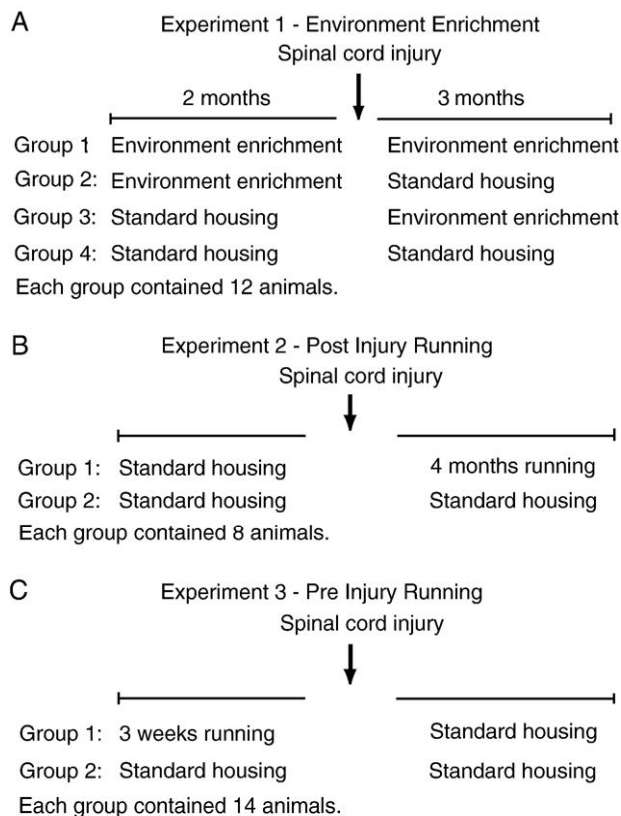 A
Experiment 1 - Environment Enrichment
Spinal cord injury
2 months 3 months
Group 1 Environment enrichment Environment enrichment
Group 2: Environment enrichment Standard housing
Group 3: Standard housing Environment enrichment
Group 4: Standard housing Standard housing
Each group contained 12 animals.
B
Experiment 2 - Post Injury Running
Spinal cord injury
Group 1: Standard housing 4 months running
Group 2: Standard housing Standard housing
Each group contained 8 animals.
C
Experiment 3 - Pre Injury Running
Spinal cord injury
Group 1: 3 weeks running Standard housing
Group 2: Standard housing Standard housing
Each group contained 14 animals.